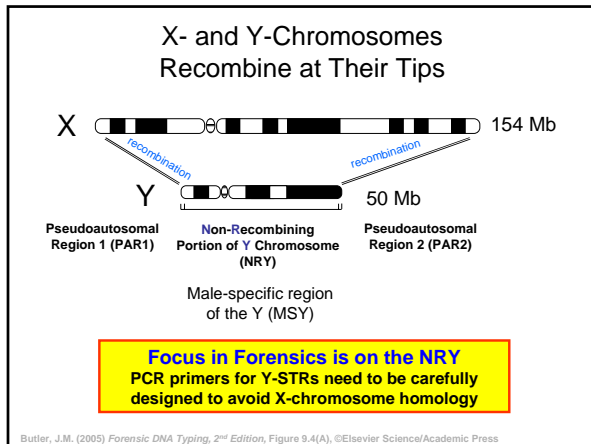 X- and Y-Chromosomes
Recombine at Their Tips
X
154 Mb
recombination
recombination
Y
50 Mb
Pseudoautosomal
Region 1 (PAR1)
Non-Recombining
Portion of Y Chromosome
(NRY)
Pseudoautosomal
Region 2 (PAR2)
Male-specific region
of the Y (MSY)
Focus in Forensics is on the NRY
PCR primers for Y-STRs need to be carefully
designed to avoid X-chromosome homology
Butler, J.M. (2005) Forensic DNA Typing, 2nd Edition, Figure 9.4(A), ©Elsevier Science/Academic Press